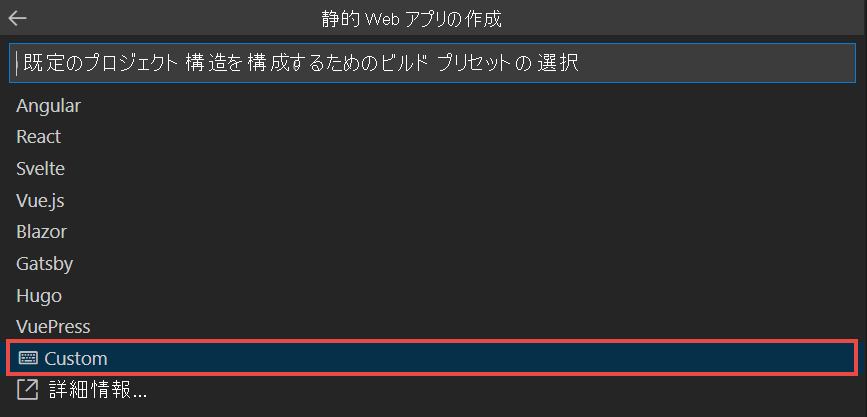 静的 Web アプリの作成
既定のプロジェクト構造を構成するためのビルド プリセットの選択
Angular
React
Svelte
Vue.js
Blazor
Gatsby
Hugo
VuePress
Custom
詳細情報...